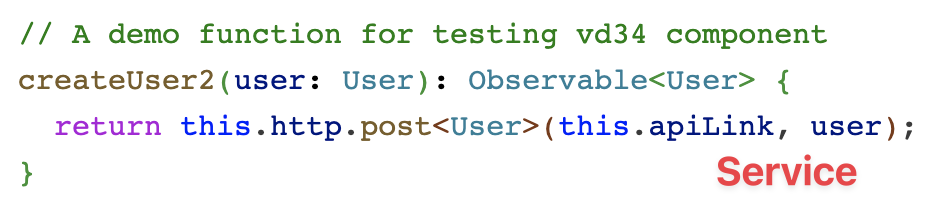 // A demo function for testing vd34 component
createUser2(user: User): Observable<User> {
  return this.http.post<User>(this.apiLink, user);
}
Service